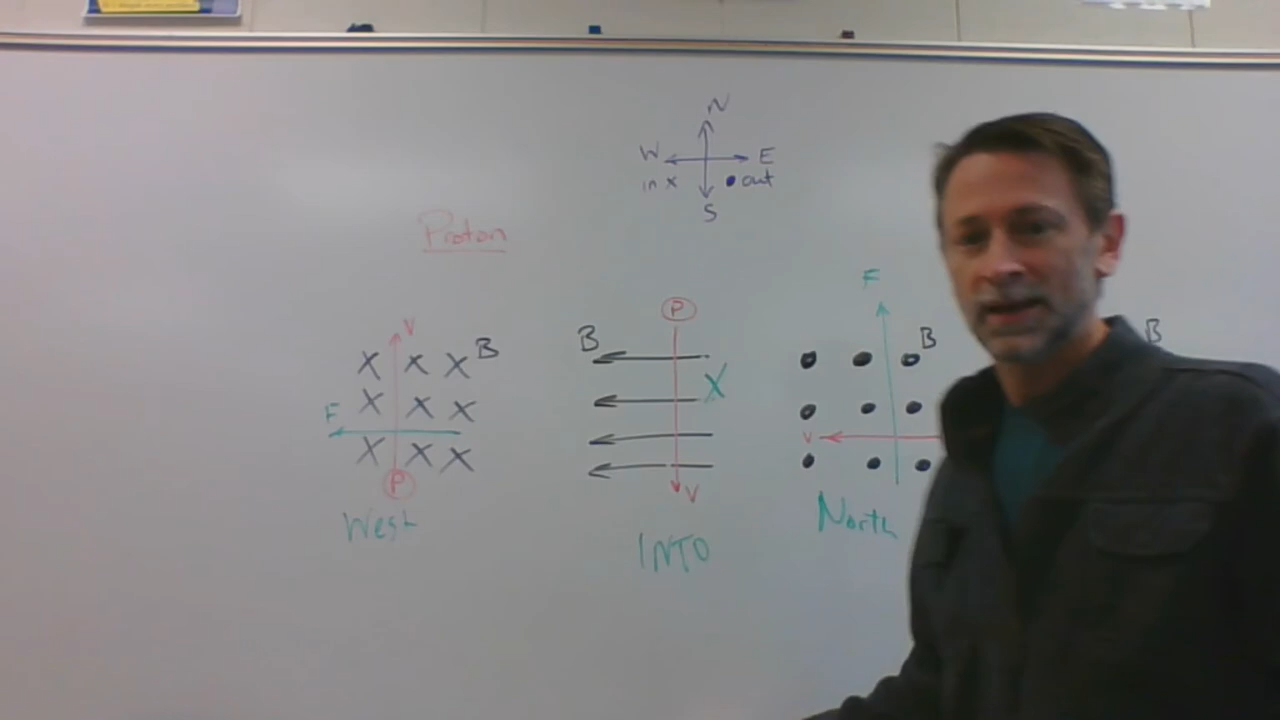 N
W E
in x • out
S
Proton
F
P
V
B
B
B
B
X X X B
X X X
X
F
X X X
V
P
V
West
North
INTO